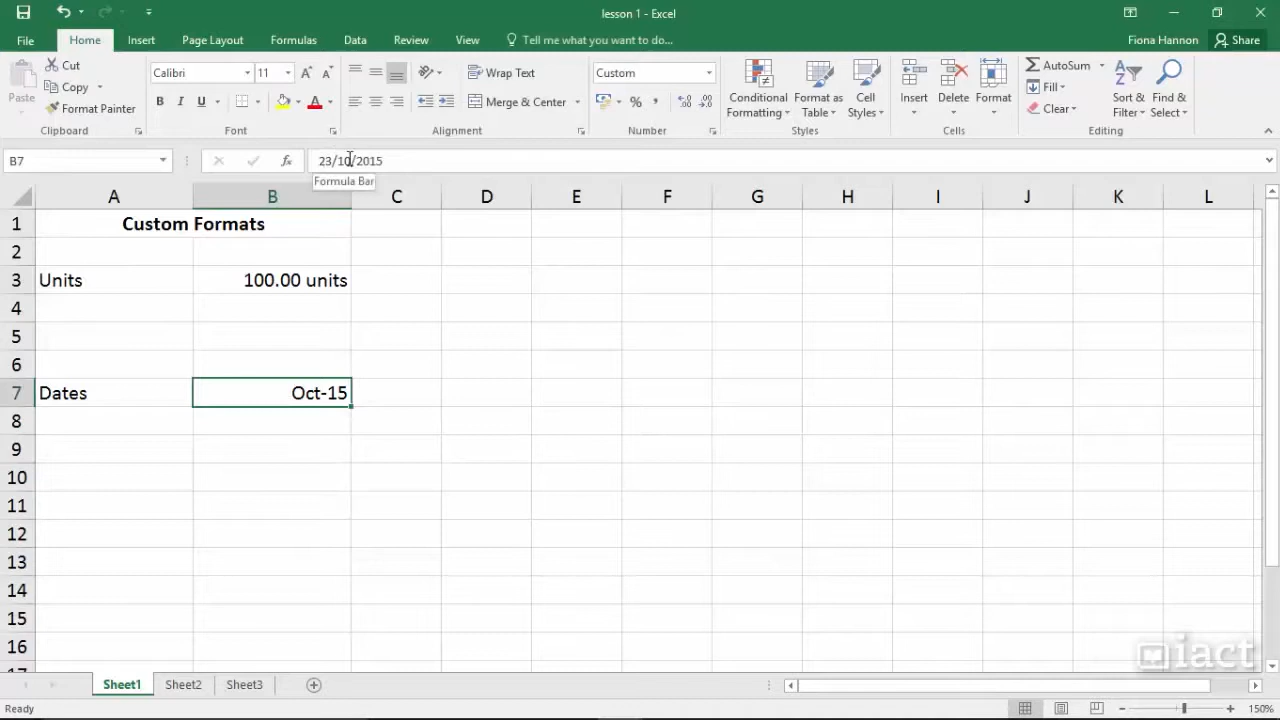 lesson 1 - Excel
File Home Insert Page Layout Formulas Data Review View Tell me what you want to do... Fiona Hannon Share
Paste
Cut
Copy
Format Painter
Clipboard
Calibri 11 A A
B I U A
Font
Wrap Text
Merge & Center
Alignment
Custom
% , .0 .00
Number
Conditional Formatting
Format as Table
Cell Styles
Styles
Insert Delete Format
Cells
AutoSum
Fill
Clear
Sort & Filter
Find & Select
Editing
B7 fx 23/10/2015
Formula Bar
A B C D E F G H I J K L
1 Custom Formats
2
3 Units 100.00 units
4
5
6
7 Dates Oct-15
8
9
10
11
12
13
14
15
16
17
iact
Sheet1 Sheet2 Sheet3
Ready 150%